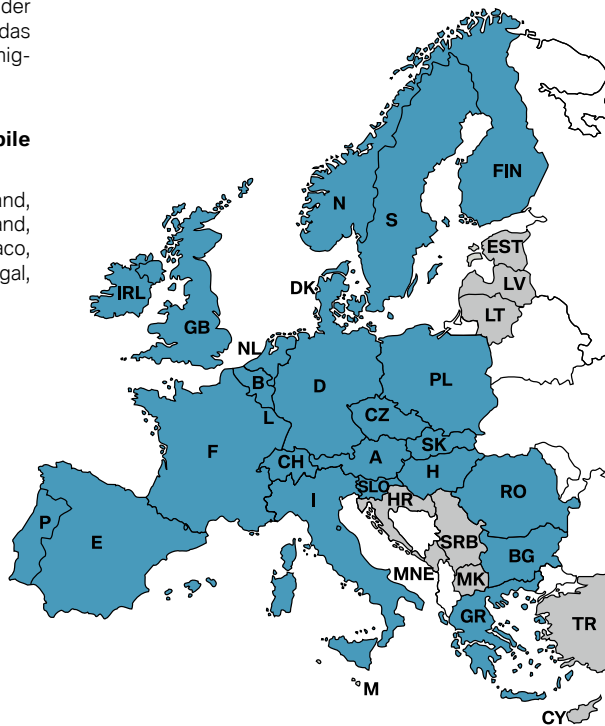 der
das
nig-
bile
and,
and,
aco,
gal,
FIN
N
S
EST
LV
LT
DK
IRL
GB
NL
B
D
PL
L
CZ
SK
F
CH
A
H
SLO
HR
RO
I
P
E
SRB
BG
MNE
MK
GR
TR
M
CY